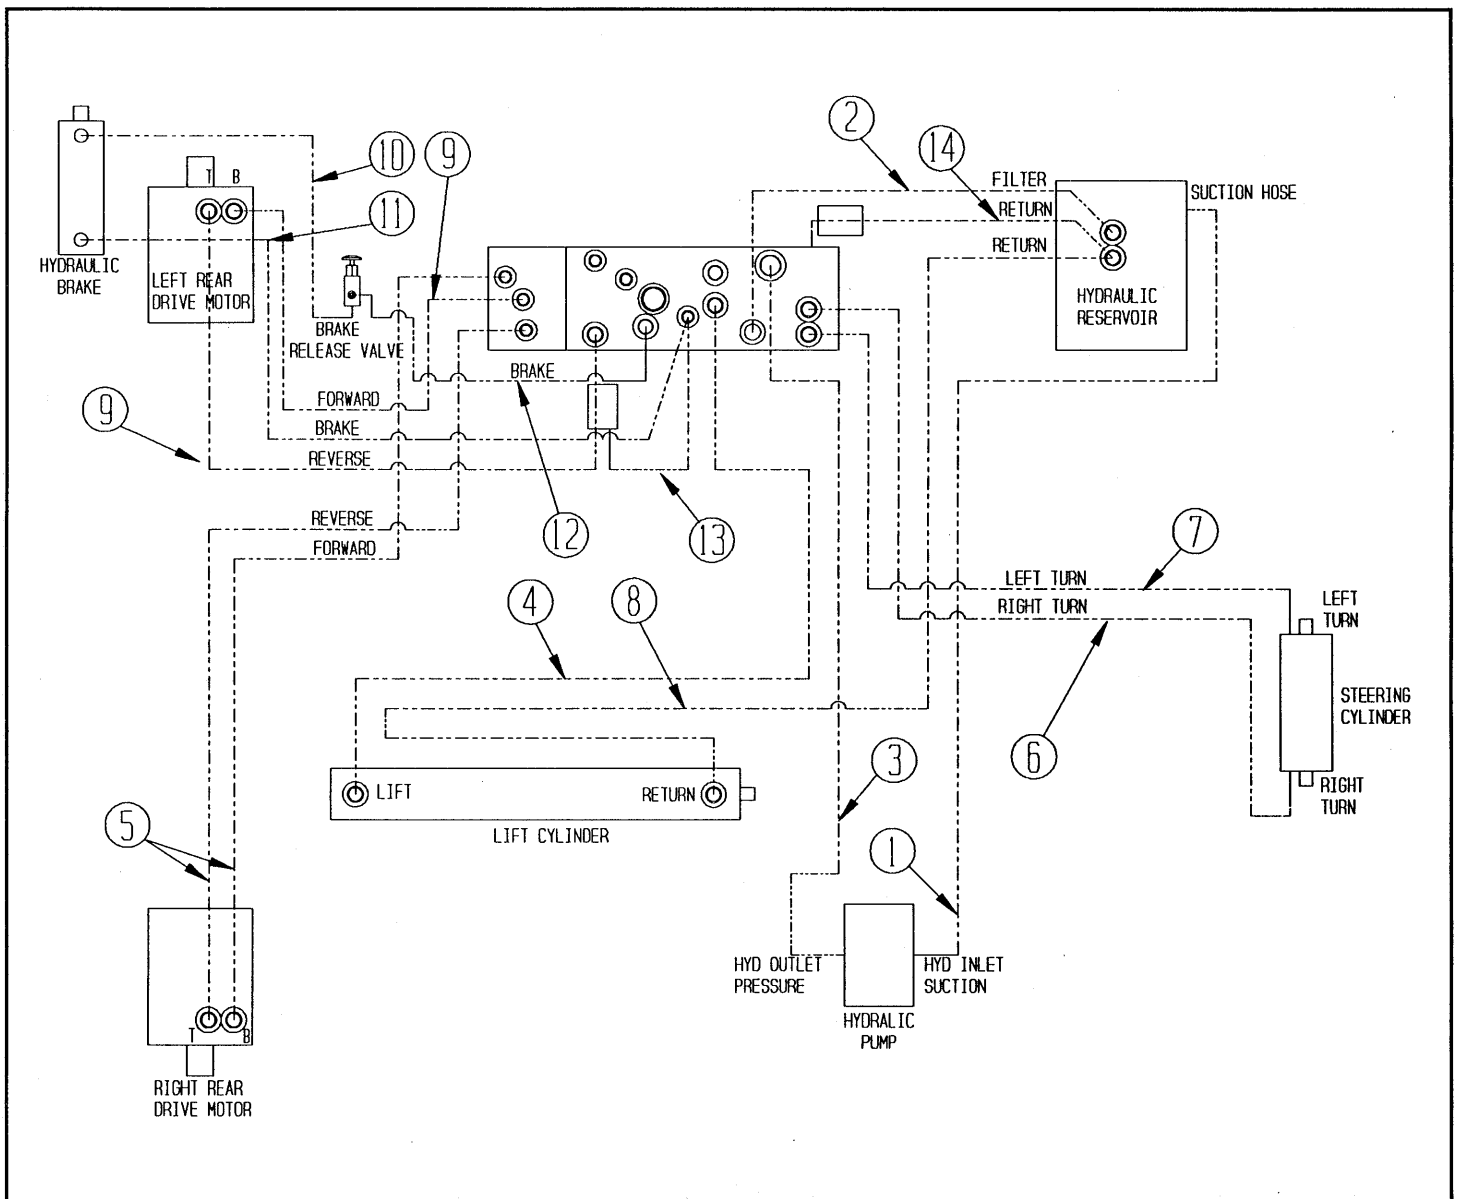 2
14
10
9
FILTER
RETURN
RETURN
SUCTION HOSE
T B
11
HYDRAULIC
BRAKE
LEFT REAR
DRIVE MOTOR
BRAKE
RELEASE VALVE
HYDRAULIC
RESERVOIR
BRAKE
FORWARD
BRAKE
REVERSE
9
REVERSE
FORWARD
12
13
7
LEFT TURN
RIGHT TURN
LEFT
TURN
4
8
STEERING
CYLINDER
6
RIGHT
TURN
3
LIFT
RETURN
LIFT CYLINDER
5
1
HYD OUTLET
PRESSURE
HYD INLET
SUCTION
HYDRALIC
PUMP
T B
RIGHT REAR
DRIVE MOTOR